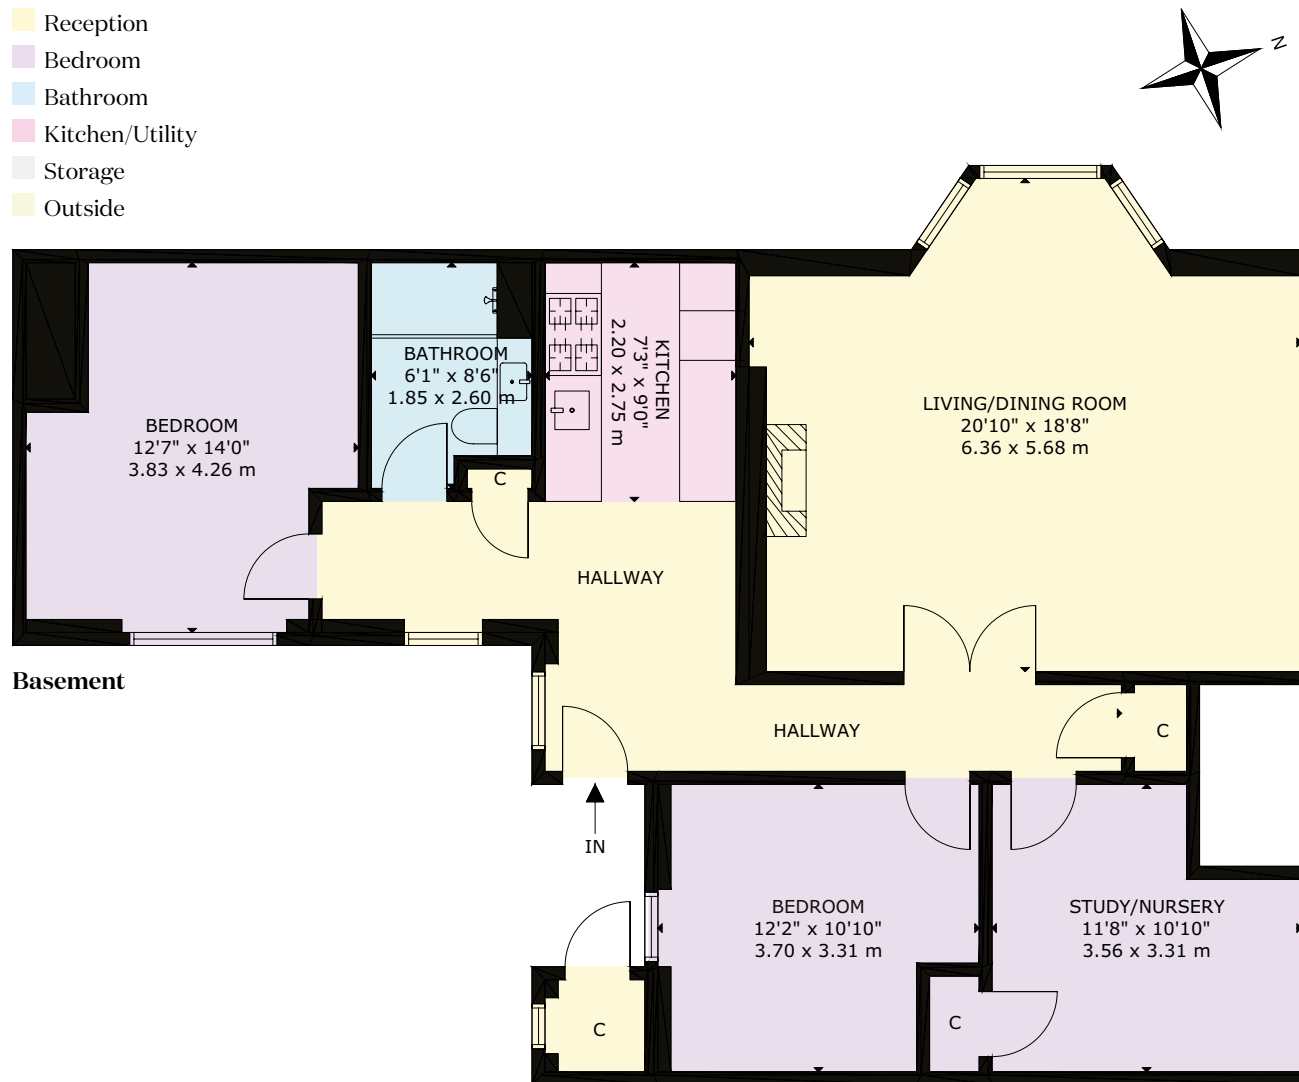 Reception
Bedroom
Bathroom
Kitchen/Utility
Storage
Outside
N
BATHROOM
6'1" x 8'6"
1.85 x 2.60 m
KITCHEN
7'3" x 9'0"
2.20 x 2.75 m
BEDROOM
12'7" x 14'0"
3.83 x 4.26 m
LIVING/DINING ROOM
20'10" x 18'8"
6.36 x 5.68 m
C
HALLWAY
Basement
HALLWAY
C
IN
BEDROOM
12'2" x 10'10"
3.70 x 3.31 m
STUDY/NURSERY
11'8" x 10'10"
3.56 x 3.31 m
C
C